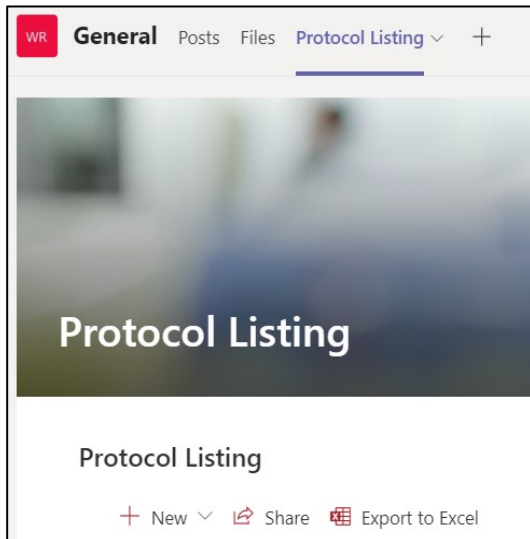 WR General Posts Files Protocol Listing
Protocol Listing
Protocol Listing
New Share Export to Excel